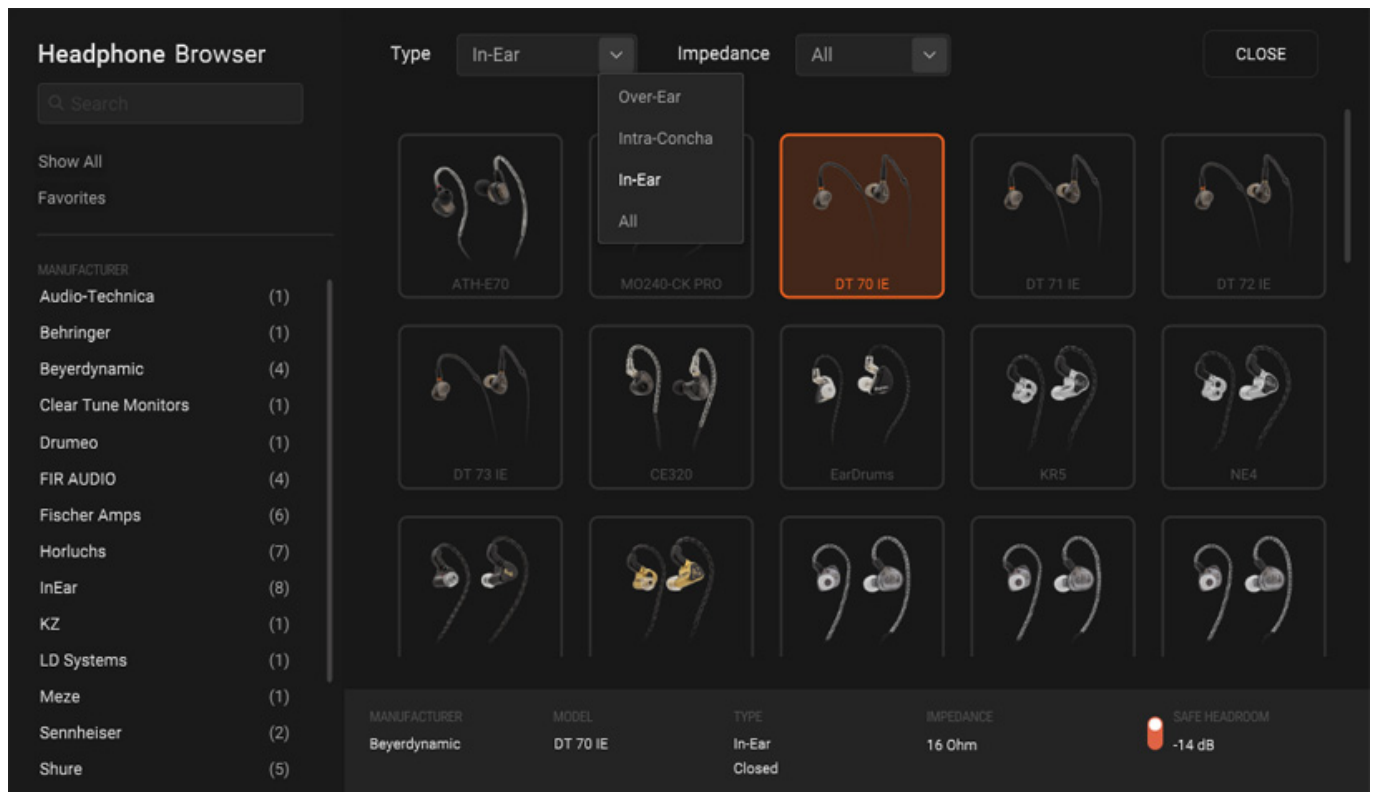 Headphone Browser
Search
Show All
Favorites
MANUFACTURER
Audio-Technica (1)
Behringer (1)
Beyerdynamic (4)
Clear Tune Monitors (1)
Drumeo (1)
FIR AUDIO (4)
Fischer Amps (6)
Horluchs (7)
InEar (8)
KZ (1)
LD Systems (1)
Meze (1)
Sennheiser (2)
Shure (5)
Type In-Ear Impedance All CLOSE
Over-Ear
Intra-Concha
In-Ear
All
ATH-E70 MO240-CK PRO DT 70 IE DT 71 IE DT 72 IE
DT 73 IE CE320 EarDrums KR5 NE4
MANUFACTURER MODEL TYPE IMPEDANCE SAFE HEADROOM
Beyerdynamic DT 70 IE In-Ear 16 Ohm -14 dB
Closed